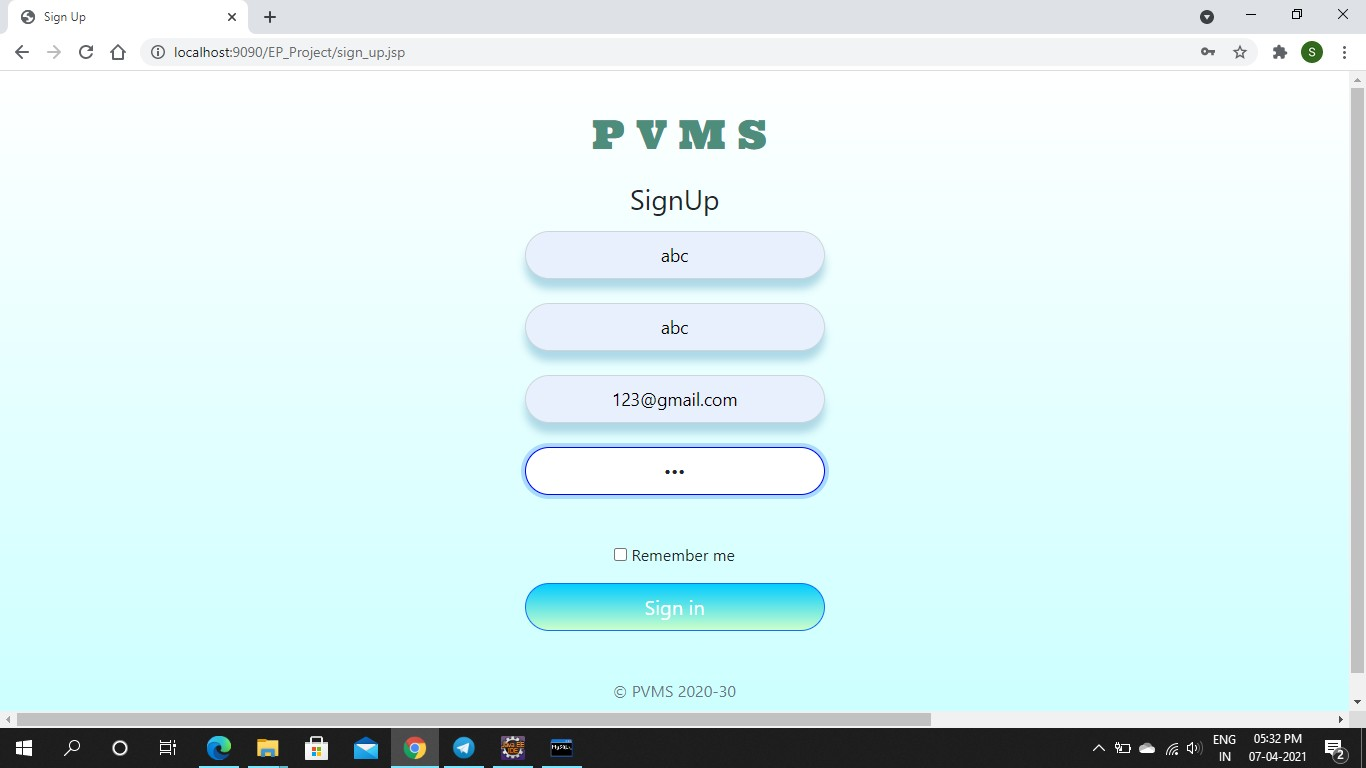 Sign Up
S
localhost:9090/EP_Project/sign_up.jsp
P V M S
SignUp
abc
abc
123@gmail.com
•••
Remember me
Sign in
© PVMS 2020-30
ENG
IN
05:32 PM
07-04-2021
2